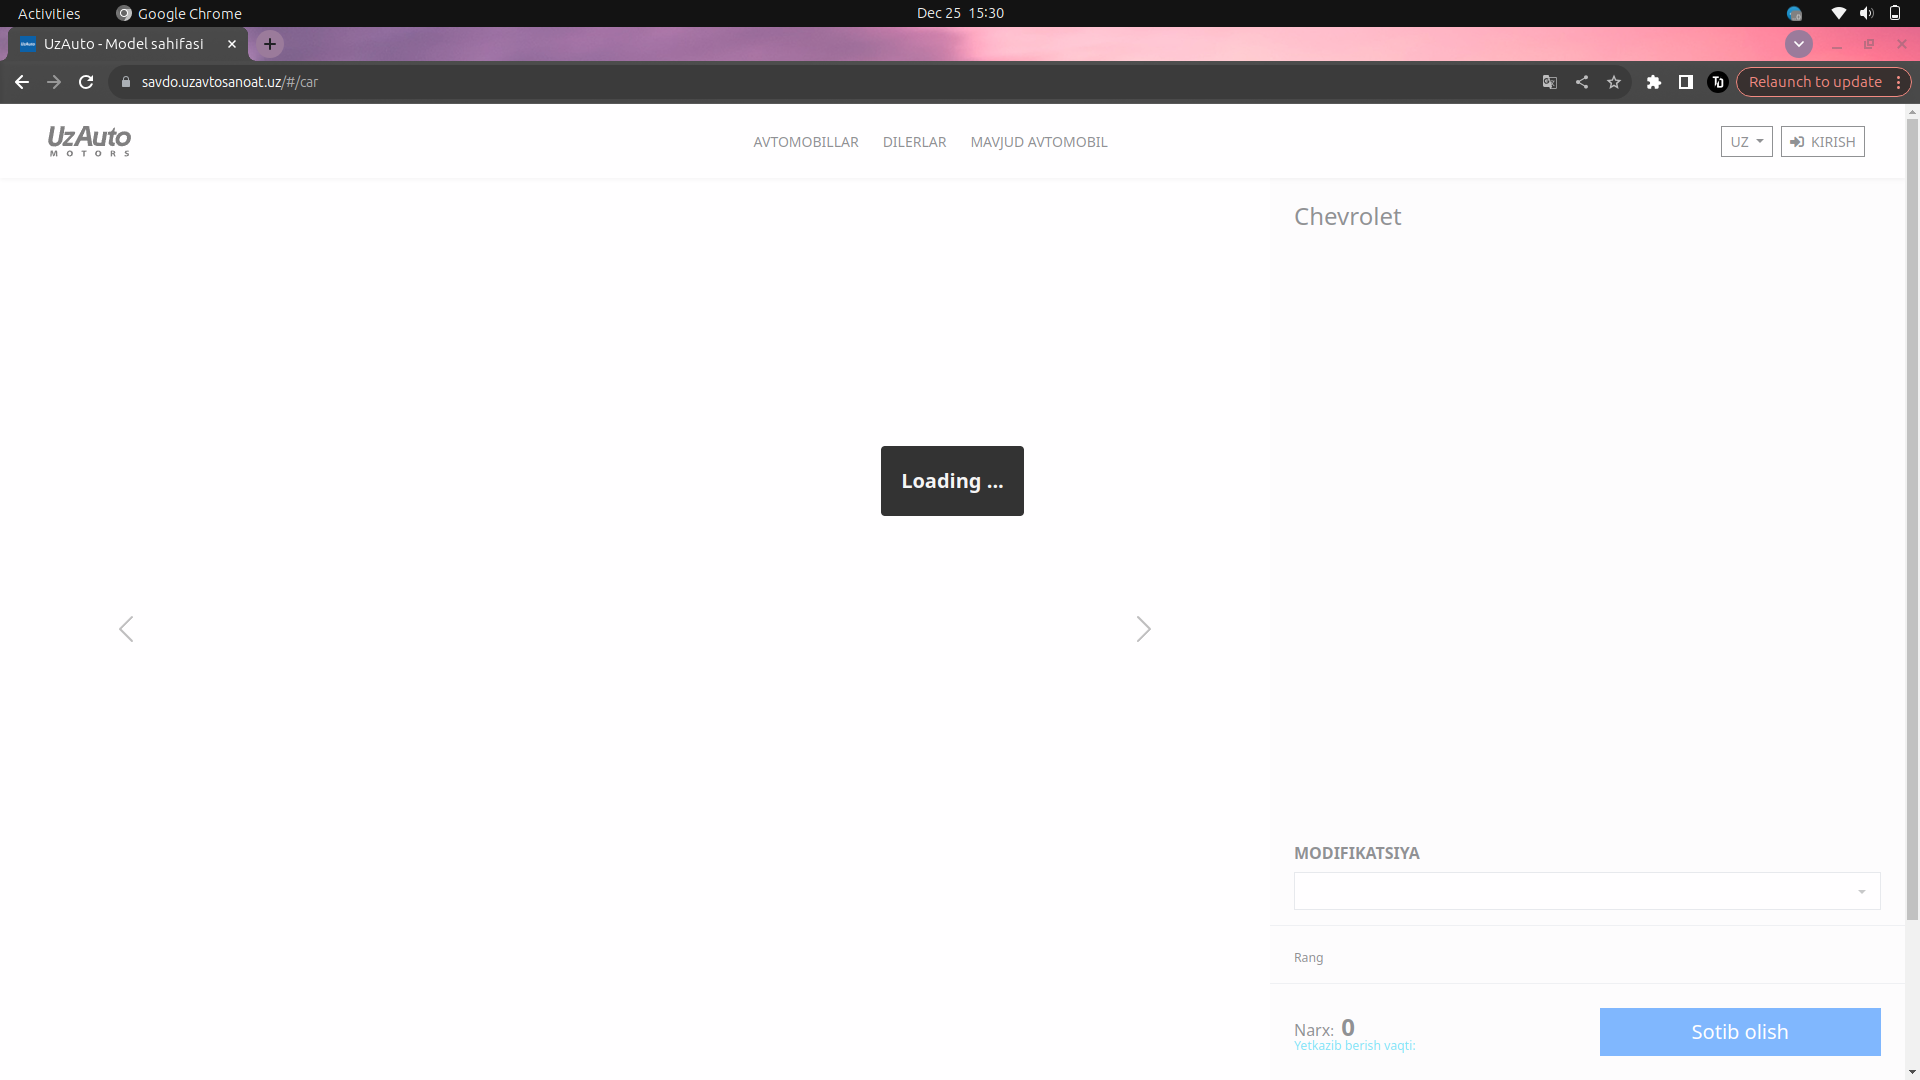 Activities
Google Chrome
Dec 25 15:30
UzAuto - Model sahifasi
savdo.uzavtosanoat.uz/#/car
Relaunch to update
UzAuto
MOTORS
AVTOMOBILLAR
DILERLAR
MAVJUD AVTOMOBIL
UZ
KIRISH
Chevrolet
Loading ...
MODIFIKATSIYA
Rang
Narx: 0
Yetkazib berish vaqti:
Sotib olish